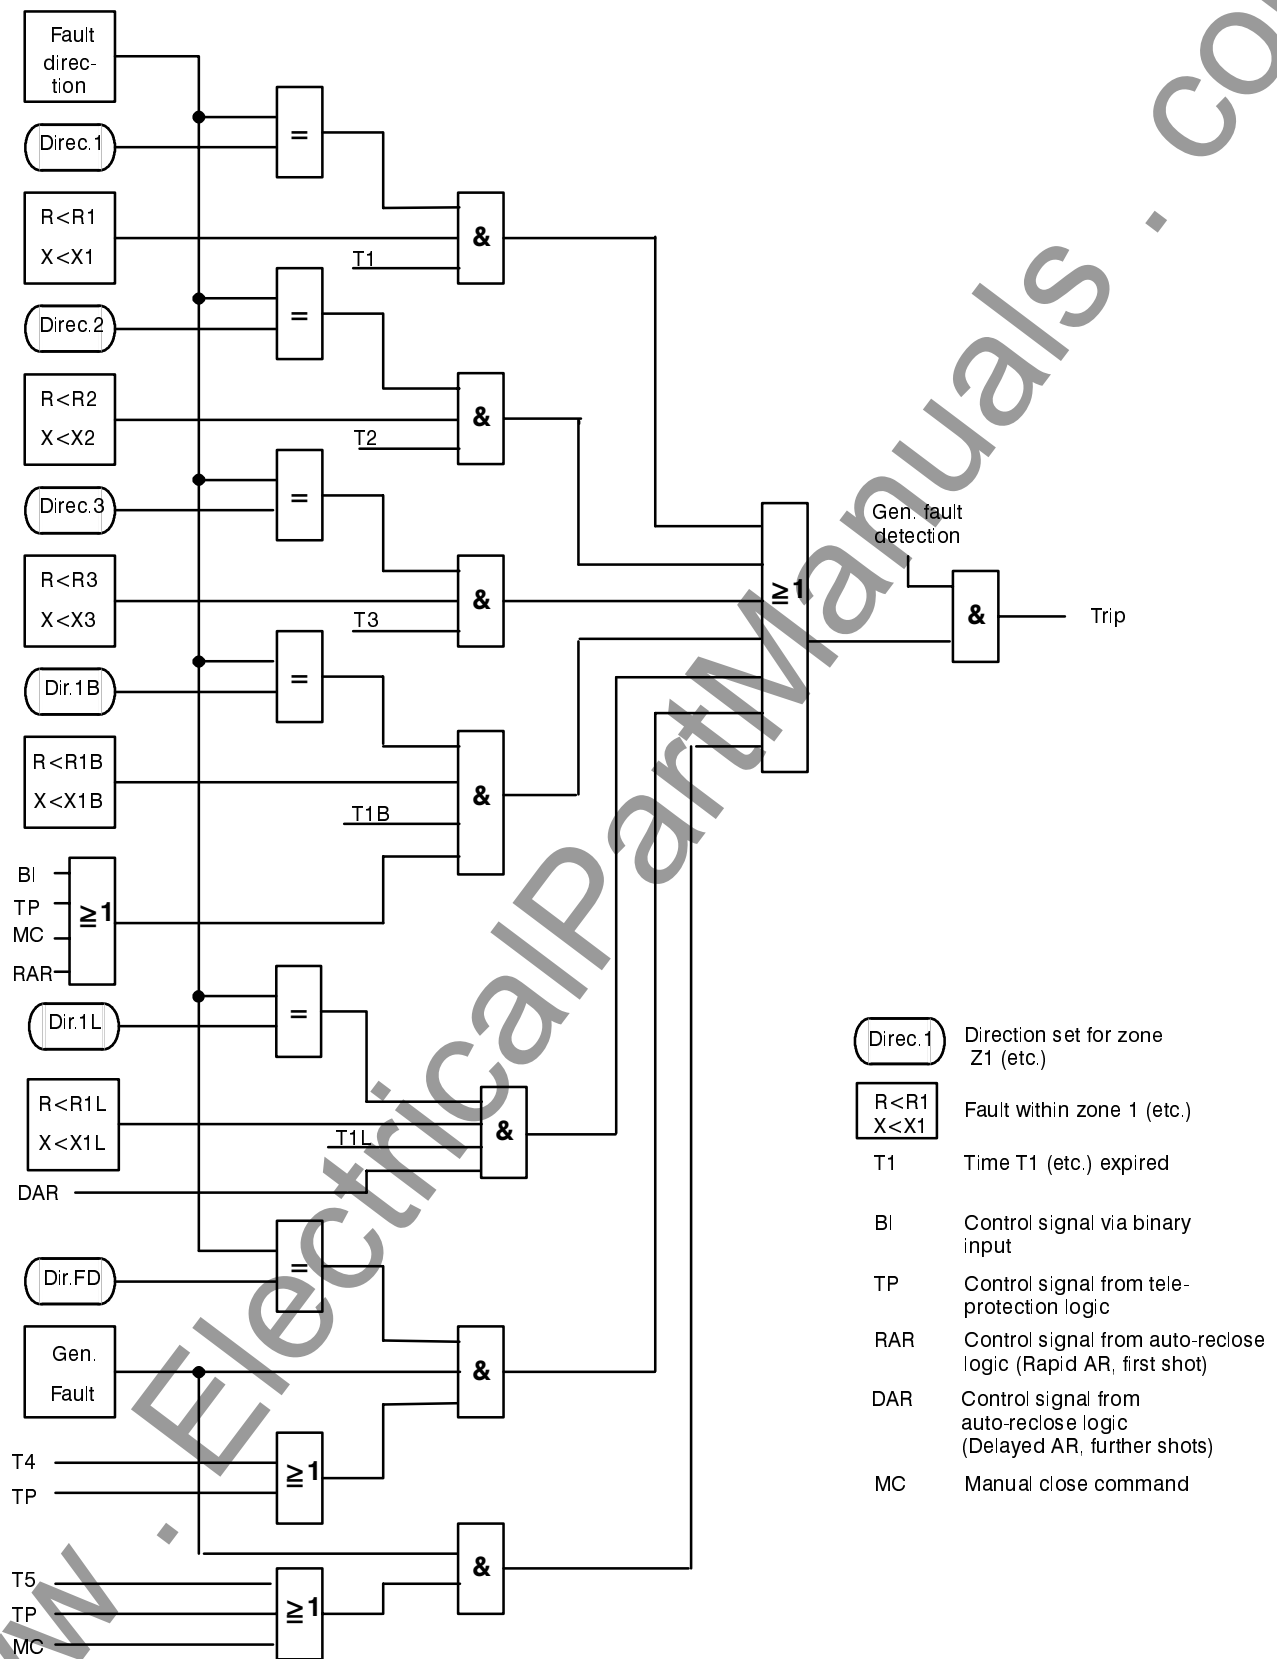 Fault
direc-
tion
Direc.1
=
R<R1
X<X1
&
T1
Direc.2
=
R<R2
X<X2
&
T2
Direc.3
=
R<R3
X<X3
&
T3
Dir.1B
=
R<R1B
X<X1B
&
T1B
BI
TP
MC
RAR
≥1
Dir.1L
=
R<R1L
X<X1L
&
T1L
DAR
Dir.FD
=
Gen.
Fault
&
T4
TP
≥1
&
T5
TP
MC
≥1
≥1
Gen. fault
detection
&
Trip
Direc.1 Direction set for zone
Z1 (etc.)
R<R1
X<X1
Fault within zone 1 (etc.)
T1 Time T1 (etc.) expired
BI Control signal via binary
input
TP Control signal from tele-
protection logic
RAR Control signal from auto-reclose
logic (Rapid AR, first shot)
DAR Control signal from
auto-reclose logic
(Delayed AR, further shots)
MC Manual close command
w . ElectricalPartManuals . co